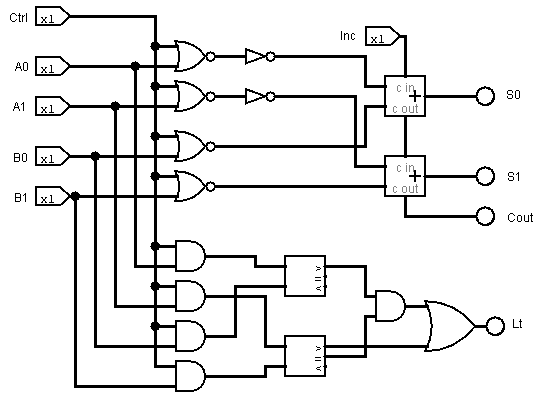 Ctrl x1
Inc x1
A0 x1
c in
+
c out
S0
A1 x1
B0 x1
c in
+
c out
S1
B1 x1
Cout
> = <
> = <
Lt